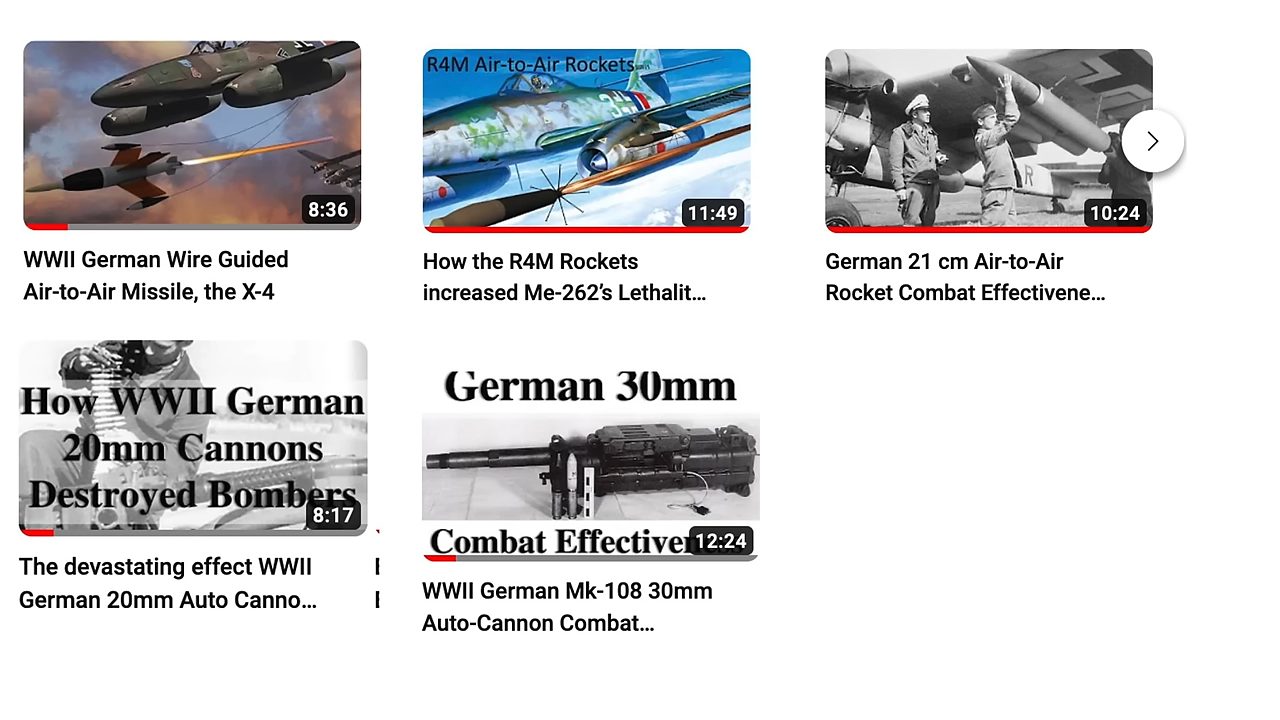 R4M Air-to-Air Rockets
8:36
11:49
10:24
WWII German Wire Guided
Air-to-Air Missile, the X-4
How the R4M Rockets
increased Me-262’s Lethalit...
German 21 cm Air-to-Air
Rocket Combat Effectivene...
How WWII German
20mm Cannons
Destroyed Bombers
8:17
The devastating effect WWII
German 20mm Auto Canno...
German 30mm
Combat Effectiveness
12:24
WWII German Mk-108 30mm
Auto-Cannon Combat...